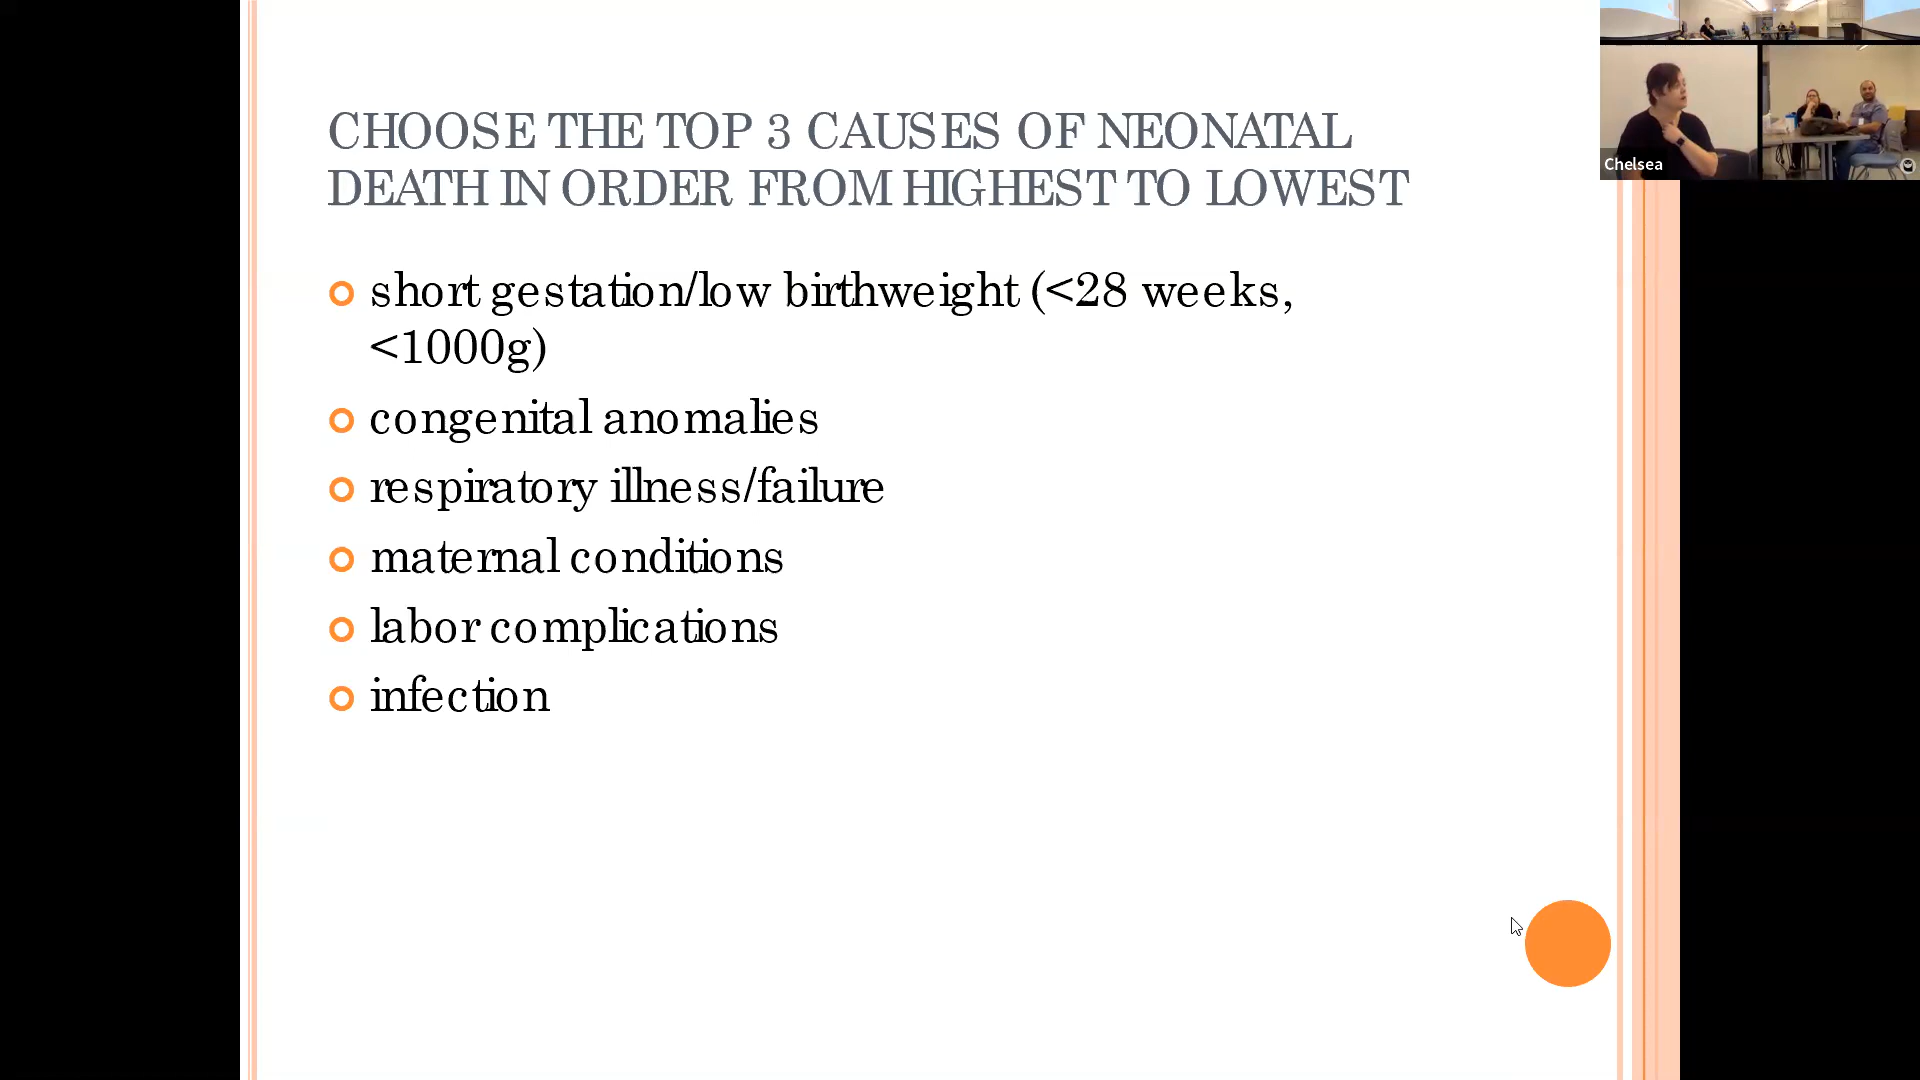 CHOOSE THE TOP 3 CAUSES OF NEONATAL
DEATH IN ORDER FROM HIGHEST TO LOWEST
short gestation/low birthweight (<28 weeks,
<1000g)
congenital anomalies
respiratory illness/failure
maternal conditions
labor complications
infection
Chelsea